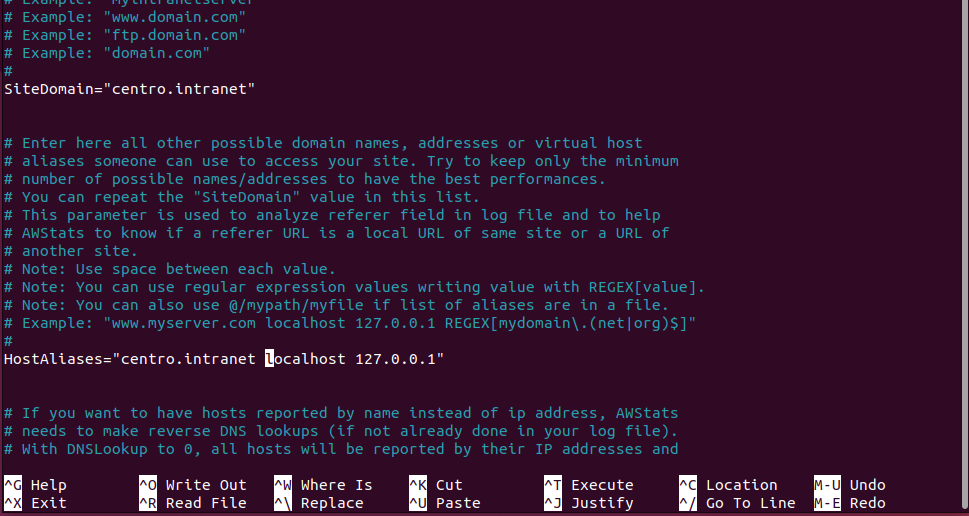 # Example: "MyIntranetserver"
# Example: "www.domain.com"
# Example: "ftp.domain.com"
# Example: "domain.com"
#
SiteDomain="centro.intranet"
# Enter here all other possible domain names, addresses or virtual host
# aliases someone can use to access your site. Try to keep only the minimum
# number of possible names/addresses to have the best performances.
# You can repeat the "SiteDomain" value in this list.
# This parameter is used to analyze referer field in log file and to help
# AWStats to know if a referer URL is a local URL of same site or a URL of
# another site.
# Note: Use space between each value.
# Note: You can use regular expression values writing value with REGEX[value].
# Note: You can also use @/mypath/myfile if list of aliases are in a file.
# Example: "www.myserver.com localhost 127.0.0.1 REGEX[mydomain\.(net|org)$]"
#
HostAliases="centro.intranet localhost 127.0.0.1"
# If you want to have hosts reported by name instead of ip address, AWStats
# needs to make reverse DNS lookups (if not already done in your log file).
# With DNSLookup to 0, all hosts will be reported by their IP addresses and
^G Help ^O Write Out ^W Where Is ^K Cut ^T Execute ^C Location M-U Undo
^X Exit ^R Read File ^\ Replace ^U Paste ^J Justify ^/ Go To Line M-E Redo